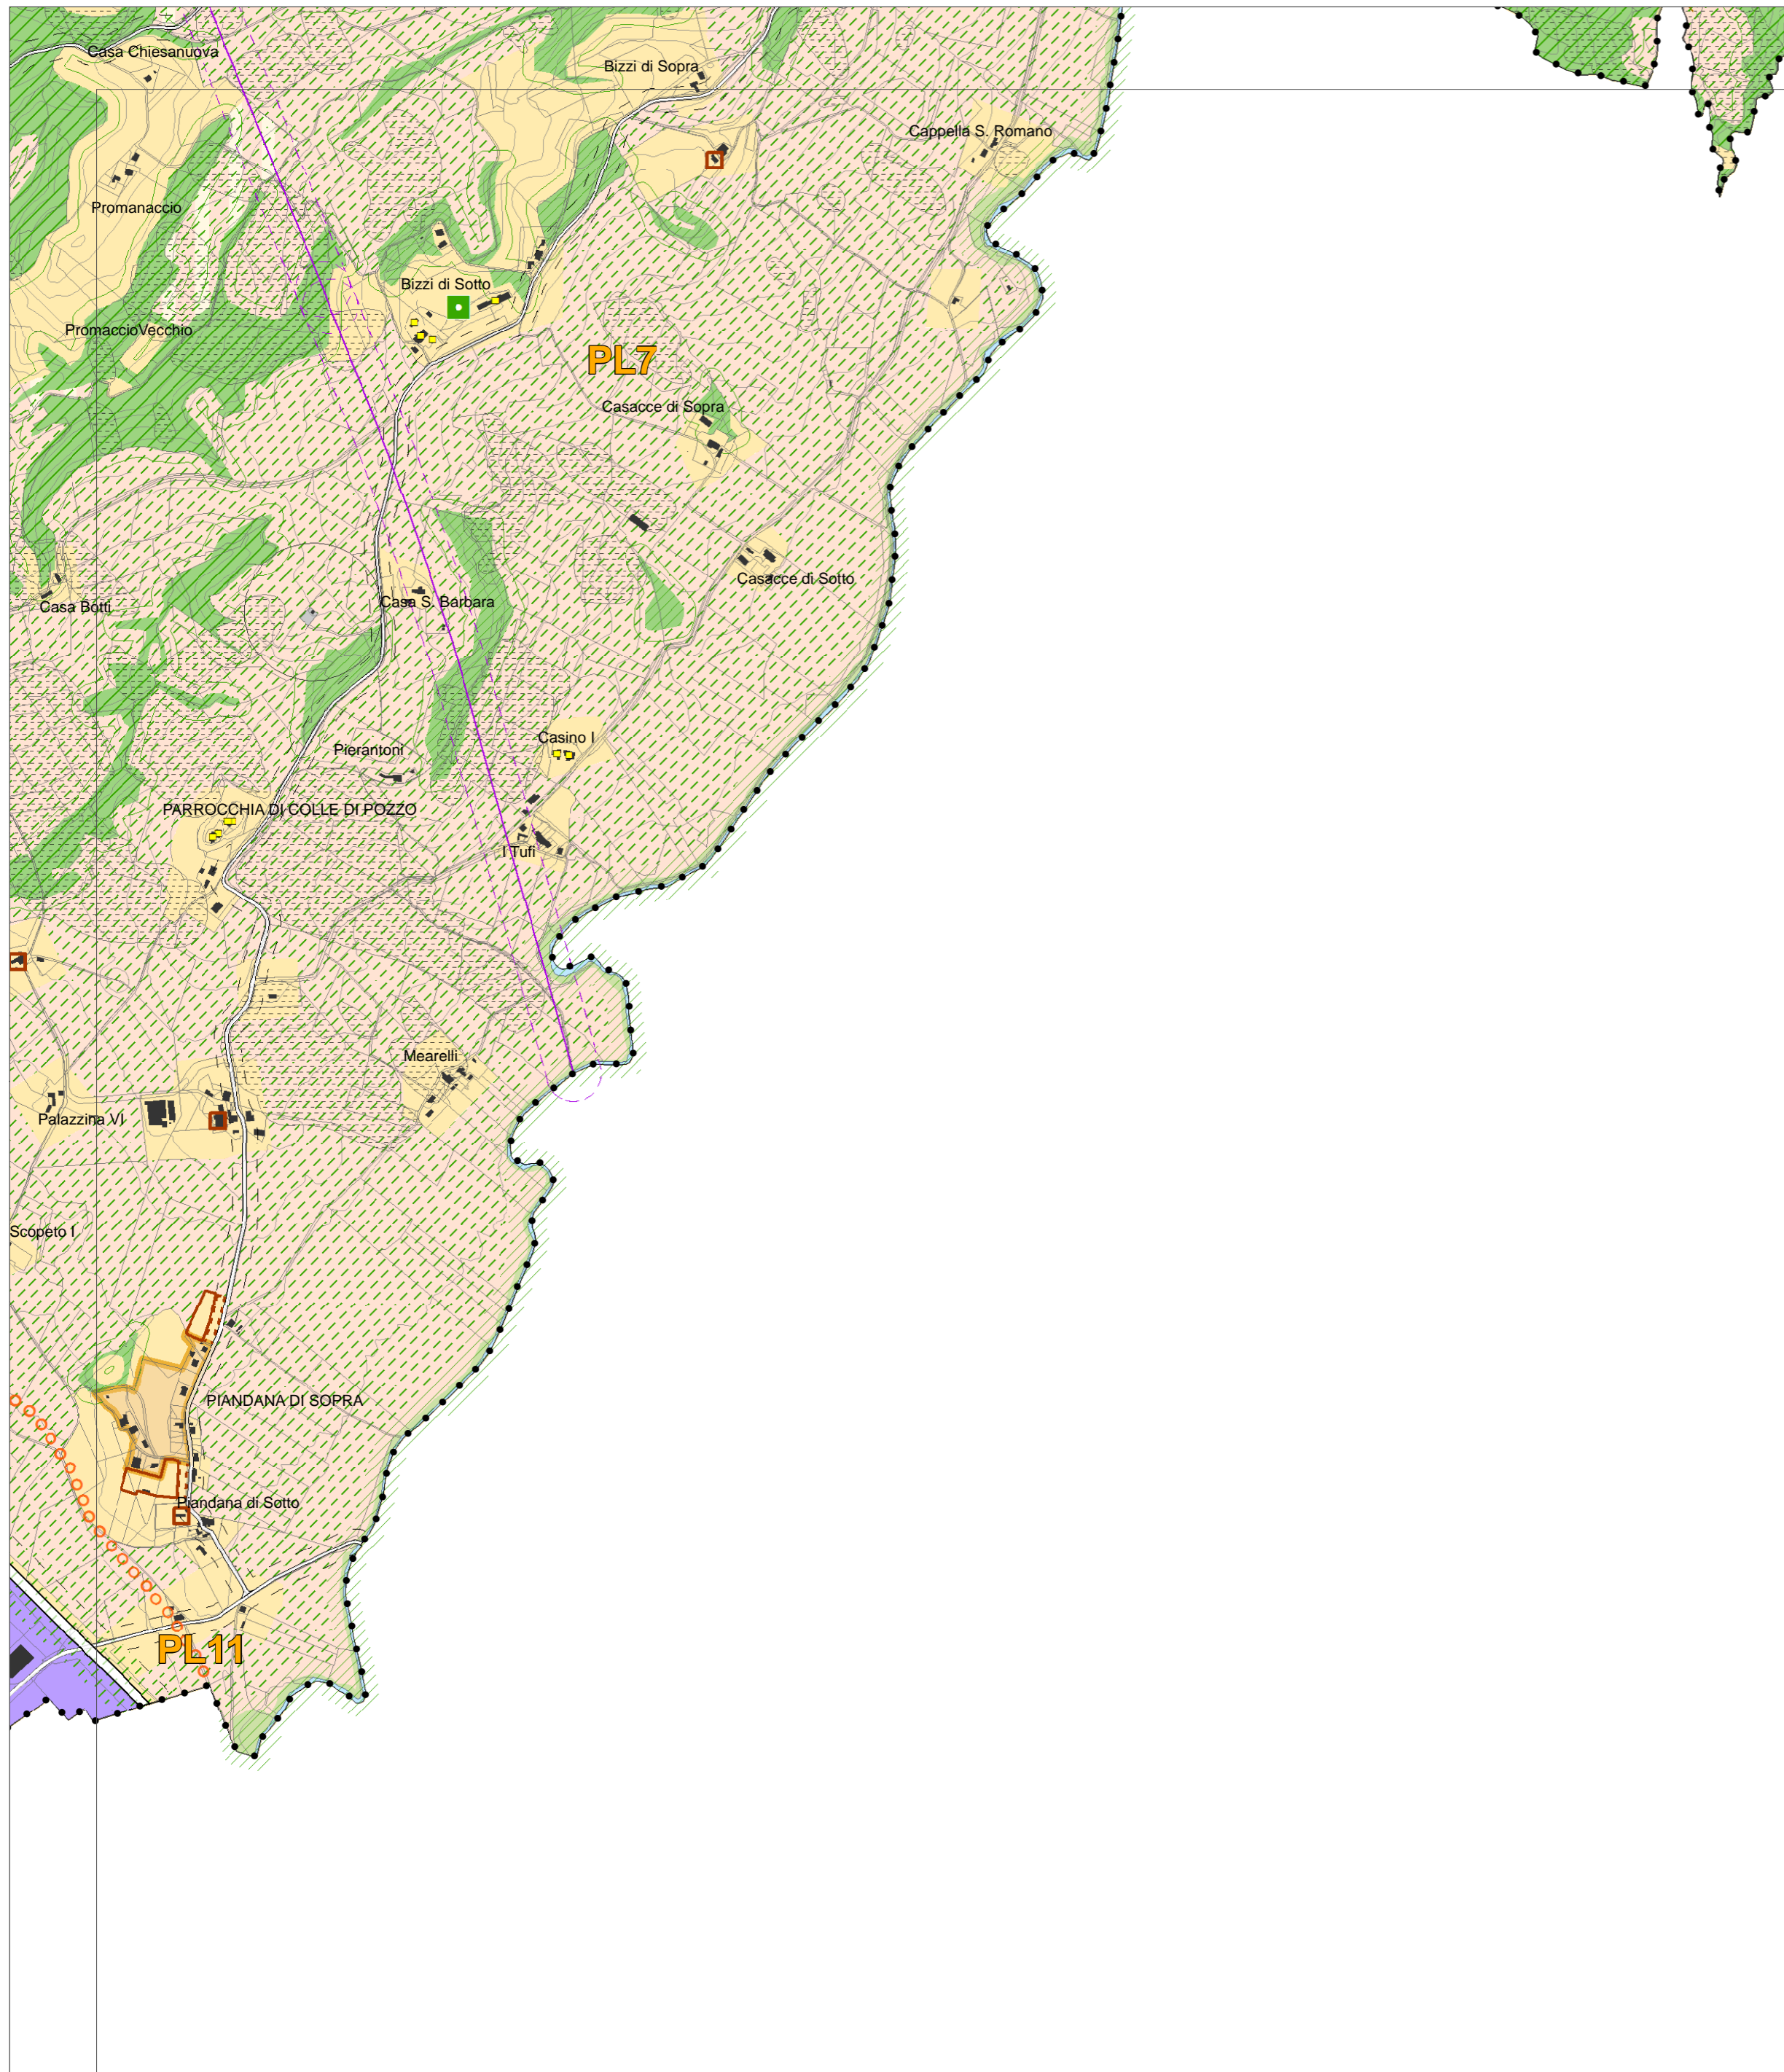 Casa Chiesanuova
Bizzi di Sopra
Cappella S. Romano
Promanaccio
Bizzi di Sotto
PromaccioVecchio
PL7
Casacce di Sopra
Casacce di Sotto
Casa S. Barbara
Casa Botti
Casino I
Pierantoni
PARROCCHIA DI COLLE DI POZZO
I Tufi
Mearelli
Palazzina VI
Scopeto I
PIANDANA DI SOPRA
Piandana di Sotto
PL11